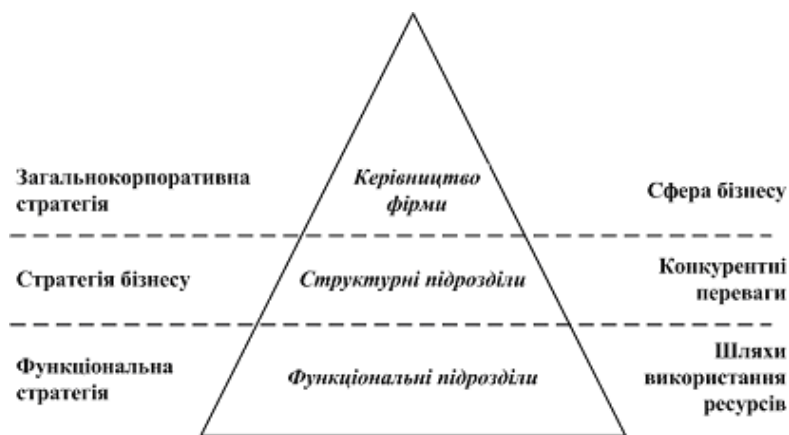 Загальнокорпоративна
стратегія
Керівництво
фірми
Сфера бізнесу
Стратегія бізнесу
Структурні підрозділи
Конкурентні
переваги
Функціональна
стратегія
Функціональні підрозділи
Шляхи
використання
ресурсів